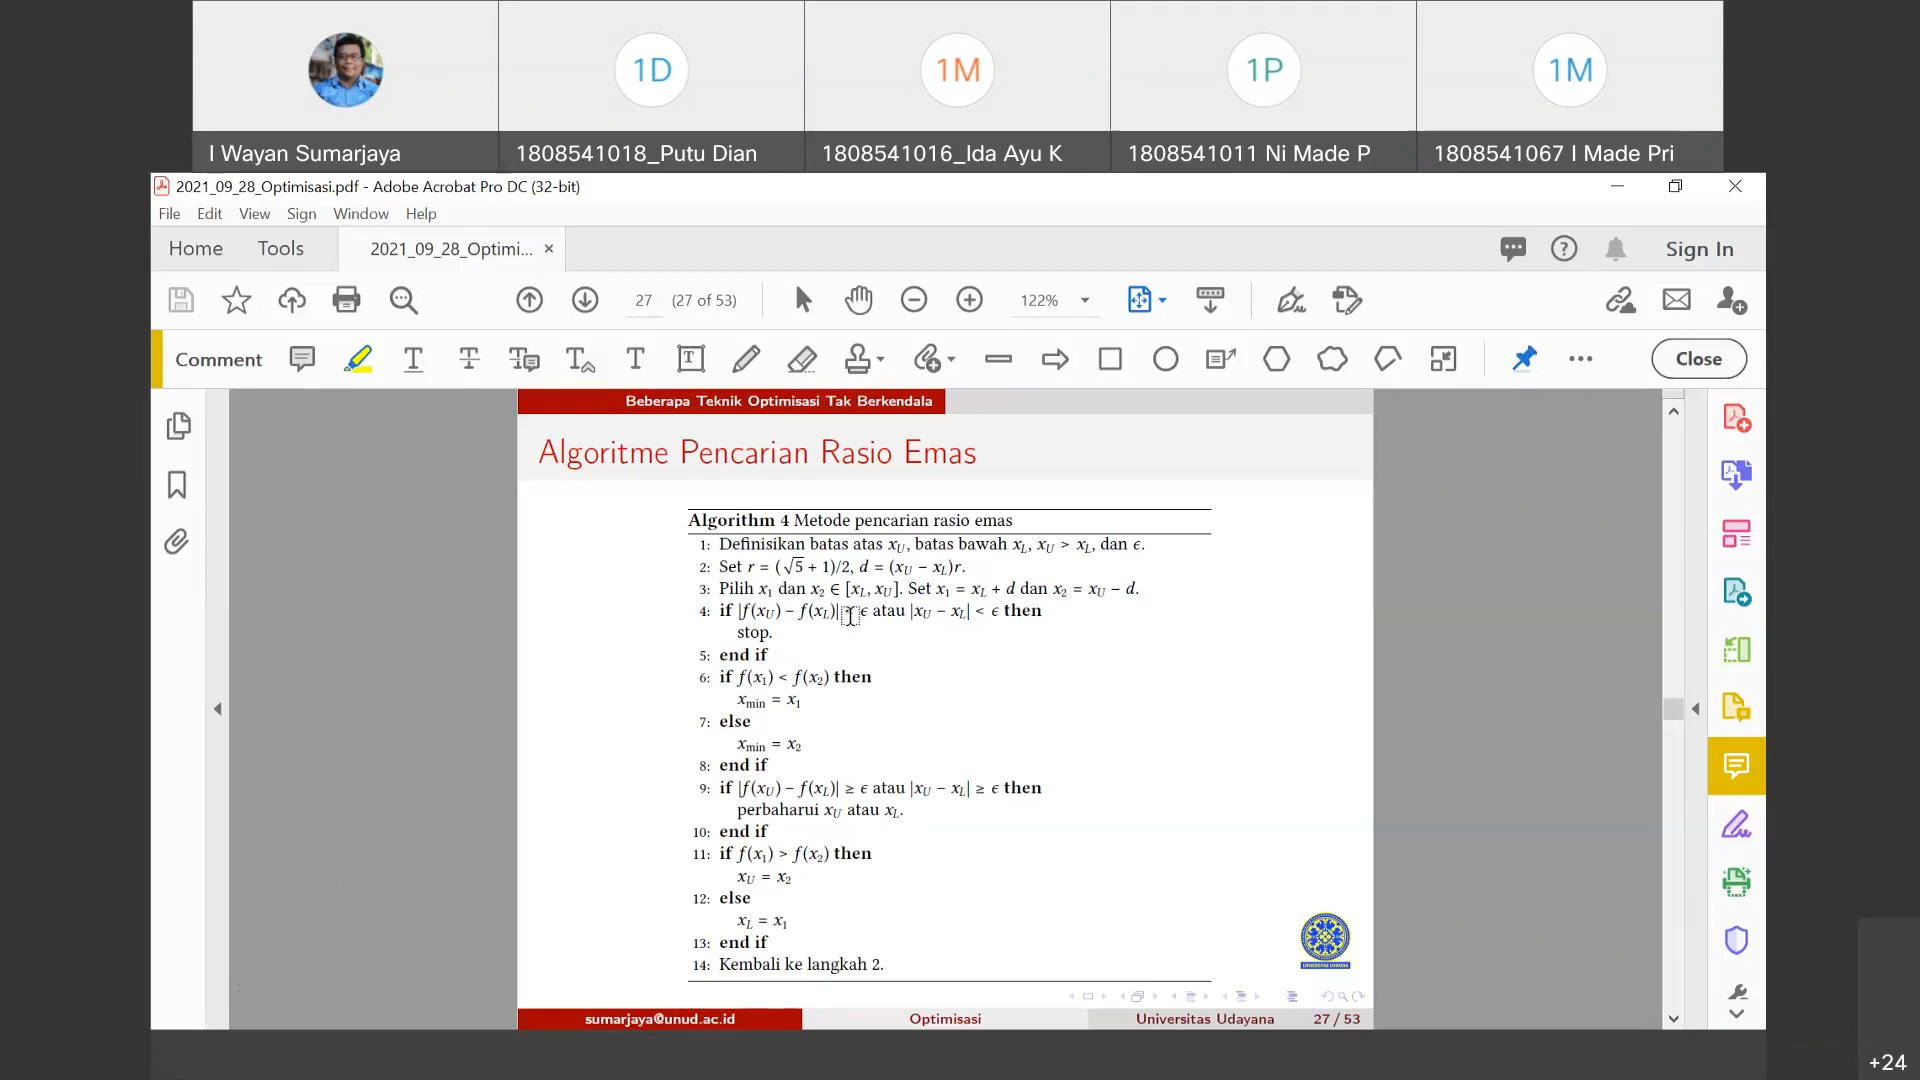 1D
1M
1P
1M
I Wayan Sumarjaya
1808541018_Putu Dian
1808541016_Ida Ayu K
1808541011 Ni Made P
1808541067 I Made Pri
2021_09_28_Optimisasi.pdf - Adobe Acrobat Pro DC (32-bit)
File Edit View Sign Window Help
Home Tools 2021_09_28_Optimi... × Sign In
27 (27 of 53) 122%
Comment Close
Beberapa Teknik Optimisasi Tak Berkendala
Algoritme Pencarian Rasio Emas
Algorithm 4 Metode pencarian rasio emas
1: Definisikan batas atas x_U, batas bawah x_L, x_U > x_L, dan ϵ.
2: Set r = (√5 + 1)/2, d = (x_U − x_L)r.
3: Pilih x_1 dan x_2 ∈ [x_L, x_U]. Set x_1 = x_L + d dan x_2 = x_U − d.
4: if |f(x_U) − f(x_L)| ϵ atau |x_U − x_L| < ϵ then
stop.
5: end if
6: if f(x_1) < f(x_2) then
x_min = x_1
7: else
x_min = x_2
8: end if
9: if |f(x_U) − f(x_L)| ≥ ϵ atau |x_U − x_L| ≥ ϵ then
perbaharui x_U atau x_L.
10: end if
11: if f(x_1) > f(x_2) then
x_U = x_2
12: else
x_L = x_1
13: end if
14: Kembali ke langkah 2.
UNIVERSITAS UDAYANA
sumarjaya@unud.ac.id Optimisasi Universitas Udayana 27 / 53
+24